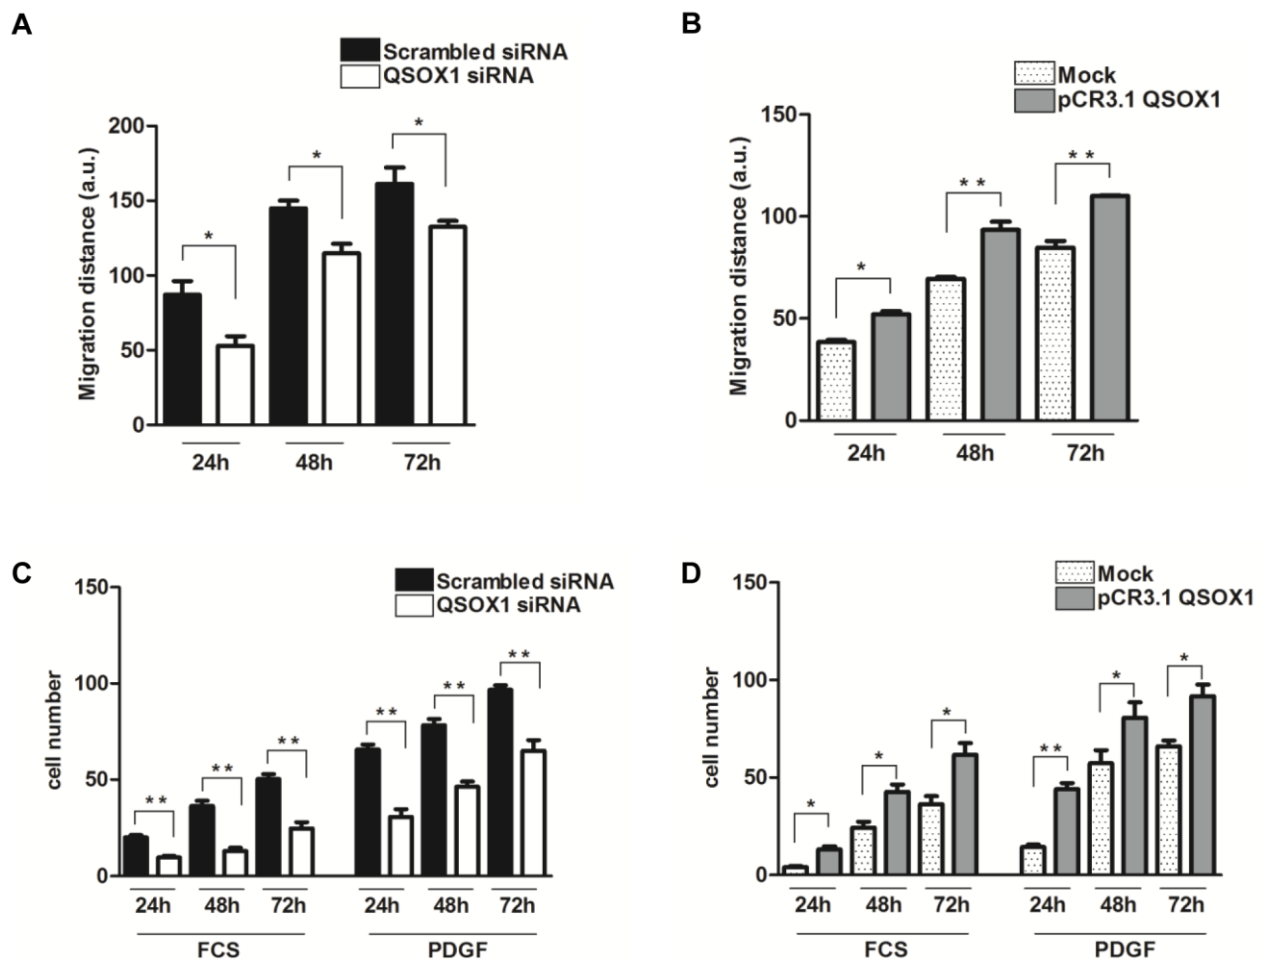 A
Scrambled siRNA
QSOX1 siRNA
Migration distance (a.u.)
200
150
100
50
0
*
*
*
24h
48h
72h
B
Mock
pCR3.1 QSOX1
Migration distance (a.u.)
150
100
50
0
*
* *
* *
24h
48h
72h
C
Scrambled siRNA
QSOX1 siRNA
cell number
150
100
50
0
* *
* *
* *
* *
* *
* *
24h
48h
72h
24h
48h
72h
FCS
PDGF
D
Mock
pCR3.1 QSOX1
cell number
150
100
50
0
*
*
*
* *
*
*
24h
48h
72h
24h
48h
72h
FCS
PDGF